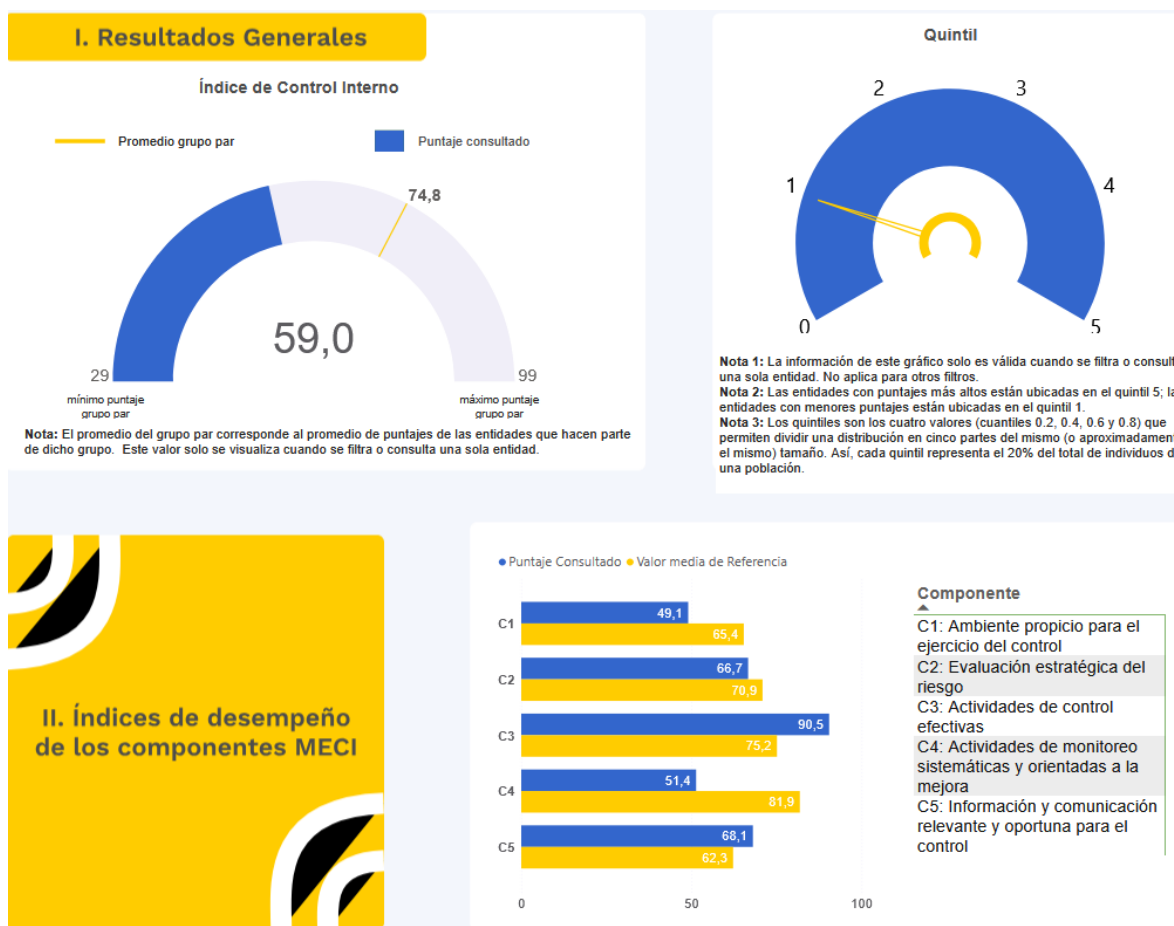 I. Resultados Generales
Índice de Control Interno
Promedio grupo par
Puntaje consultado
74,8
59,0
29
99
mínimo puntaje
grupo par
máximo puntaje
grupo par
Nota: El promedio del grupo par corresponde al promedio de puntajes de las entidades que hacen parte
de dicho grupo. Este valor solo se visualiza cuando se filtra o consulta una sola entidad.
Quintil
2
3
1
4
0
5
Nota 1: La información de este gráfico solo es válida cuando se filtra o consult
una sola entidad. No aplica para otros filtros.
Nota 2: Las entidades con puntajes más altos están ubicadas en el quintil 5; la
entidades con menores puntajes están ubicadas en el quintil 1.
Nota 3: Los quintiles son los cuatro valores (cuantiles 0.2, 0.4, 0.6 y 0.8) que
permiten dividir una distribución en cinco partes del mismo (o aproximadament
el mismo) tamaño. Así, cada quintil representa el 20% del total de individuos d
una población.
II. Índices de desempeño
de los componentes MECI
Puntaje Consultado
Valor media de Referencia
C1
49,1
65,4
C2
66,7
70,9
C3
90,5
75,2
C4
51,4
81,9
C5
68,1
62,3
0
50
100
Componente
C1: Ambiente propicio para el
ejercicio del control
C2: Evaluación estratégica del
riesgo
C3: Actividades de control
efectivas
C4: Actividades de monitoreo
sistemáticas y orientadas a la
mejora
C5: Información y comunicación
relevante y oportuna para el
control